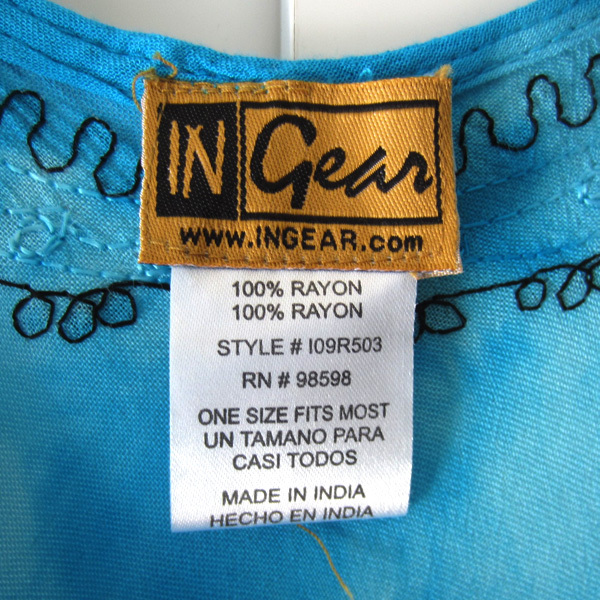 IN Gear
www.INGEAR.com
100% RAYON
100% RAYON
STYLE # I09R503
RN # 98598
ONE SIZE FITS MOST
UN TAMANO PARA
CASI TODOS
MADE IN INDIA
HECHO EN INDIA